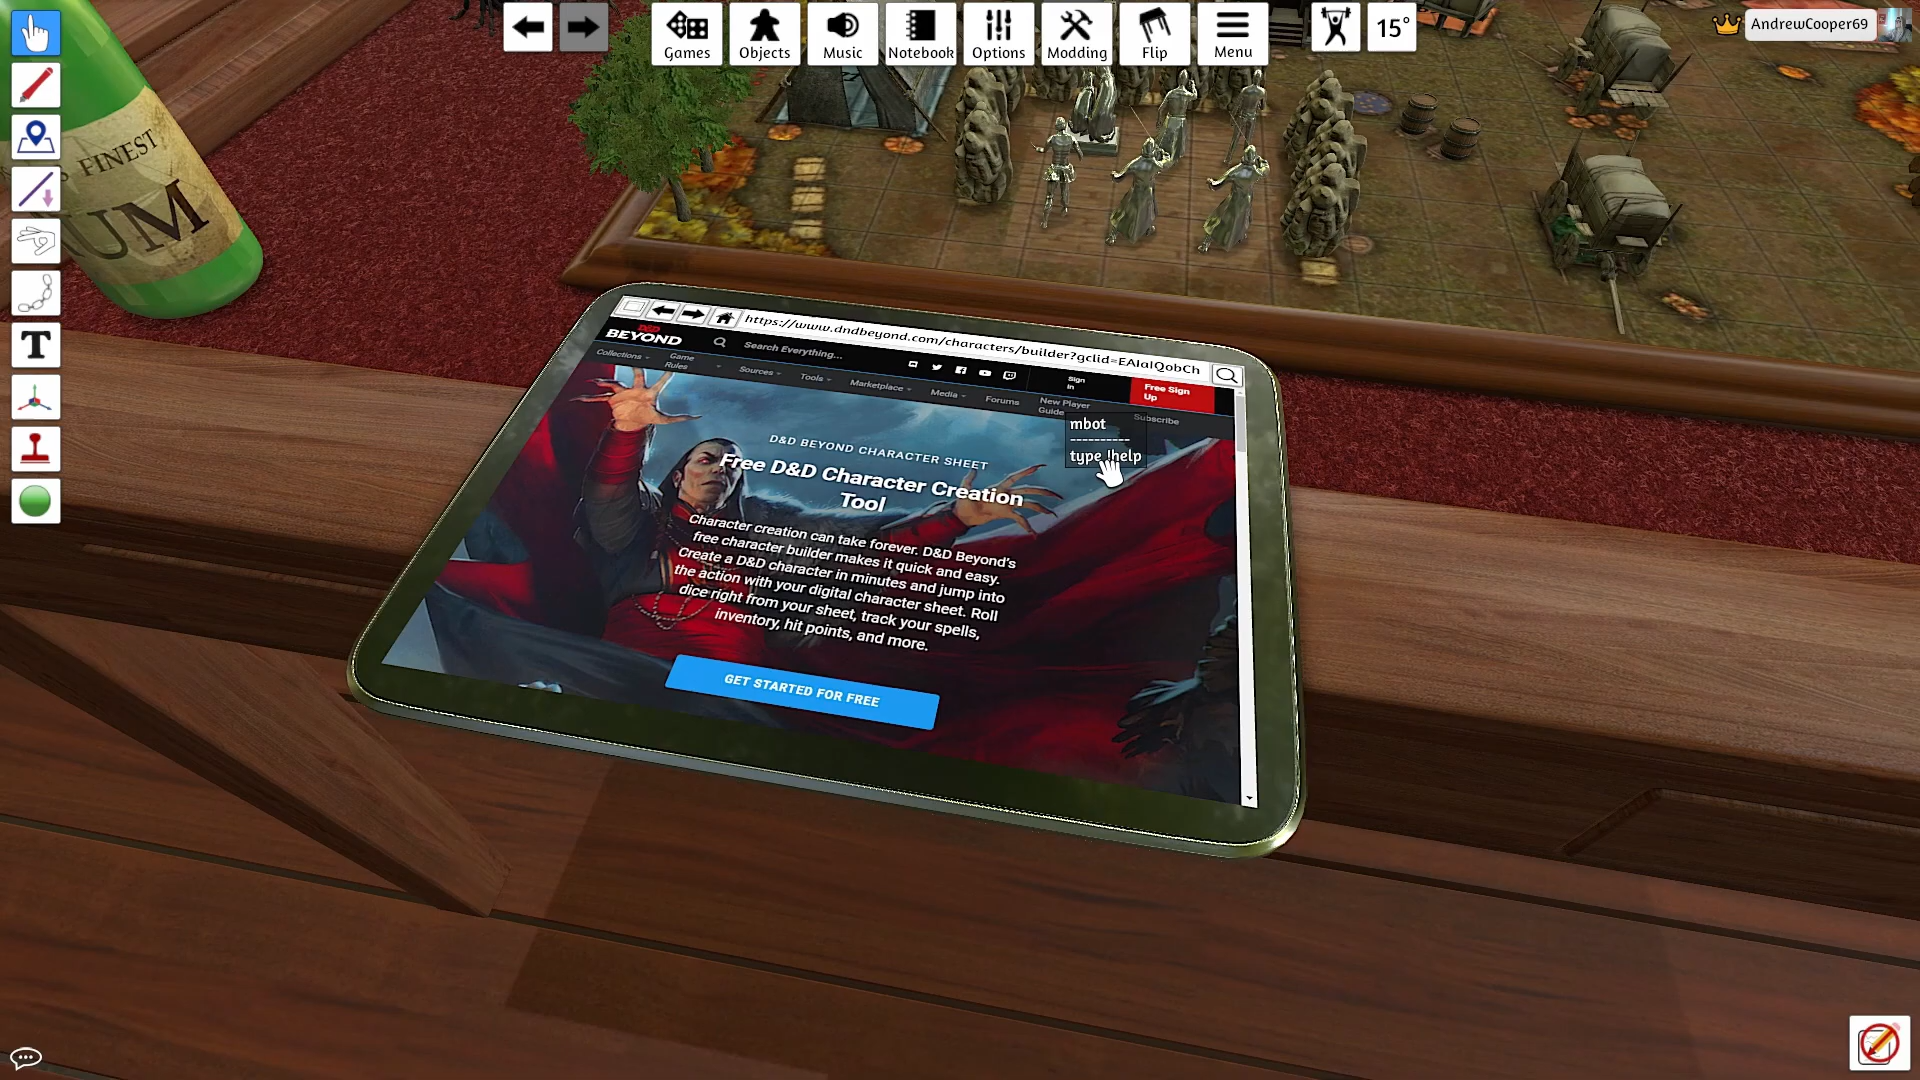 Games
Objects
Music
Notebook
Options
Modding
Flip
Menu
15°
AndrewCooper69
FINEST
UM
https://www.dndbeyond.com/characters/builder?gclid=EAIaIQobCh
D&D
BEYOND
Search Everything...
Sign
In
Free Sign
Up
Collections
Game
Rules
Sources
Tools
Marketplace
Media
Forums
New Player
Guide
Subscribe
mbot
----------
type !help
D&D BEYOND CHARACTER SHEET
Free D&D Character Creation
Tool
Character creation can take forever. D&D Beyond's
free character builder makes it quick and easy.
Create a D&D character in minutes and jump into
the action with your digital character sheet. Roll
dice right from your sheet, track your spells,
inventory, hit points, and more.
GET STARTED FOR FREE
T